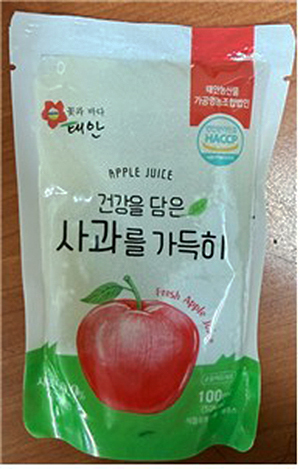 꽃과 바다
태안
태안농산물
가공영농조합법인
HACCP
APPLE JUICE
건강을 담은
사과를 가득히
Fresh Apple Juice
100